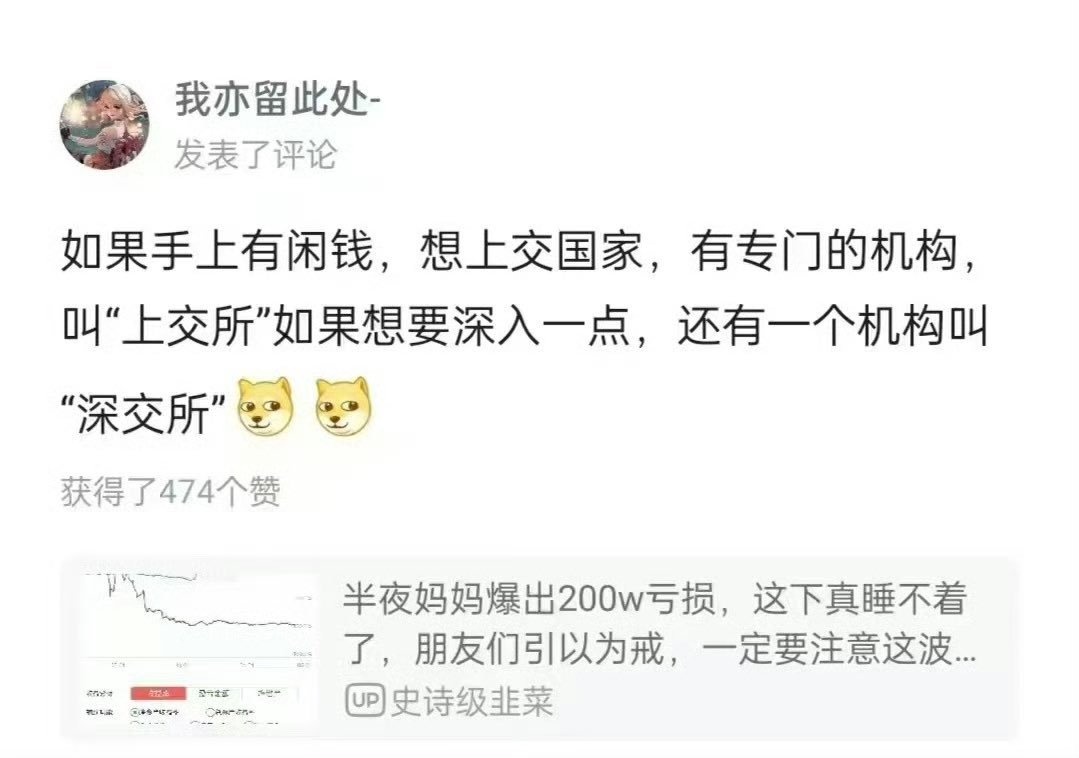 我亦留此处-
发表了评论
如果手上有闲钱，想上交国家，有专门的机构，
叫“上交所”如果想要深入一点，还有一个机构叫
“深交所”
获得了474个赞
半夜妈妈爆出200w亏损，这下真睡不着
了，朋友们引以为戒，一定要注意这波...
UP 史诗级韭菜